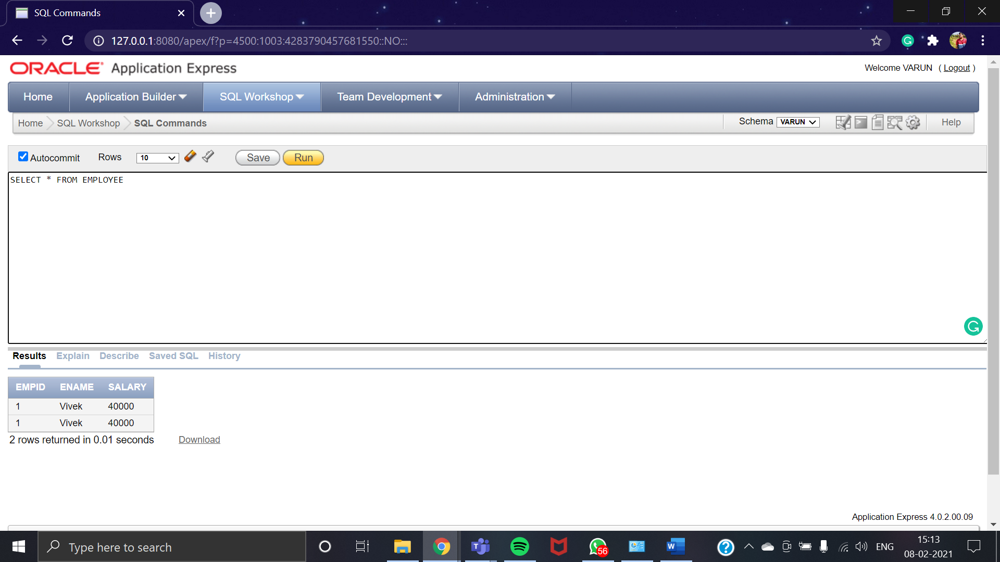 SQL Commands
127.0.0.1:8080/apex/f?p=4500:1003:4283790457681550::NO:::
ORACLE® Application Express
Welcome VARUN ( Logout )
Home Application Builder SQL Workshop Team Development Administration
Home SQL Workshop SQL Commands Schema VARUN Help
Autocommit Rows 10 Save Run
SELECT * FROM EMPLOYEE
Results Explain Describe Saved SQL History
EMPID ENAME SALARY
1 Vivek 40000
1 Vivek 40000
2 rows returned in 0.01 seconds Download
Application Express 4.0.2.00.09
Type here to search 56 ENG 15:13
08-02-2021